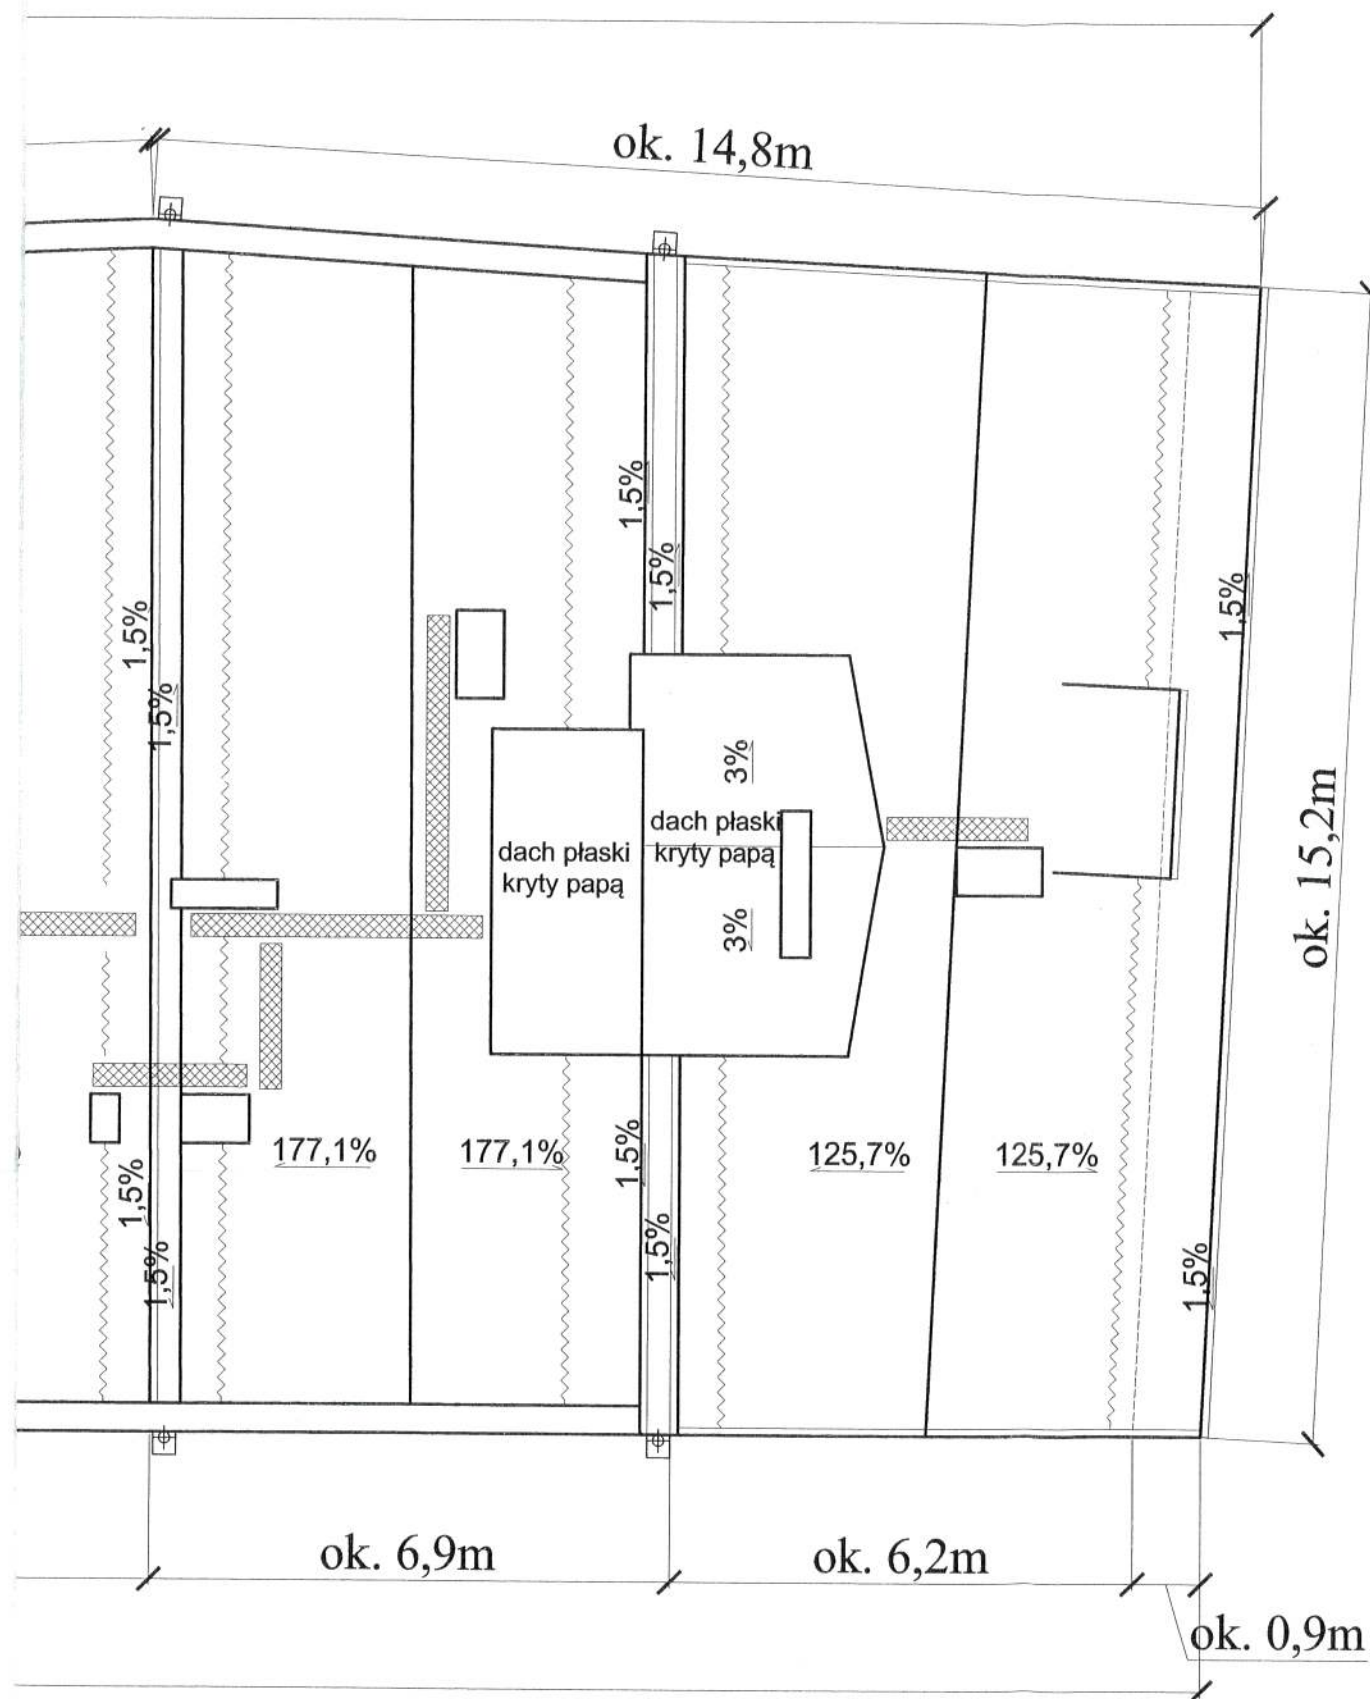 ok. 14,8m
1,5%
1,5%
1,5%
1,5%
1,5%
3%
dach płaski
kryty papą
dach płaski
kryty papą
ok. 15,2m
3%
177,1%
177,1%
125,7%
125,7%
1,5%
1,5%
1,5%
1,5%
1,5%
ok. 6,9m
ok. 6,2m
ok. 0,9m